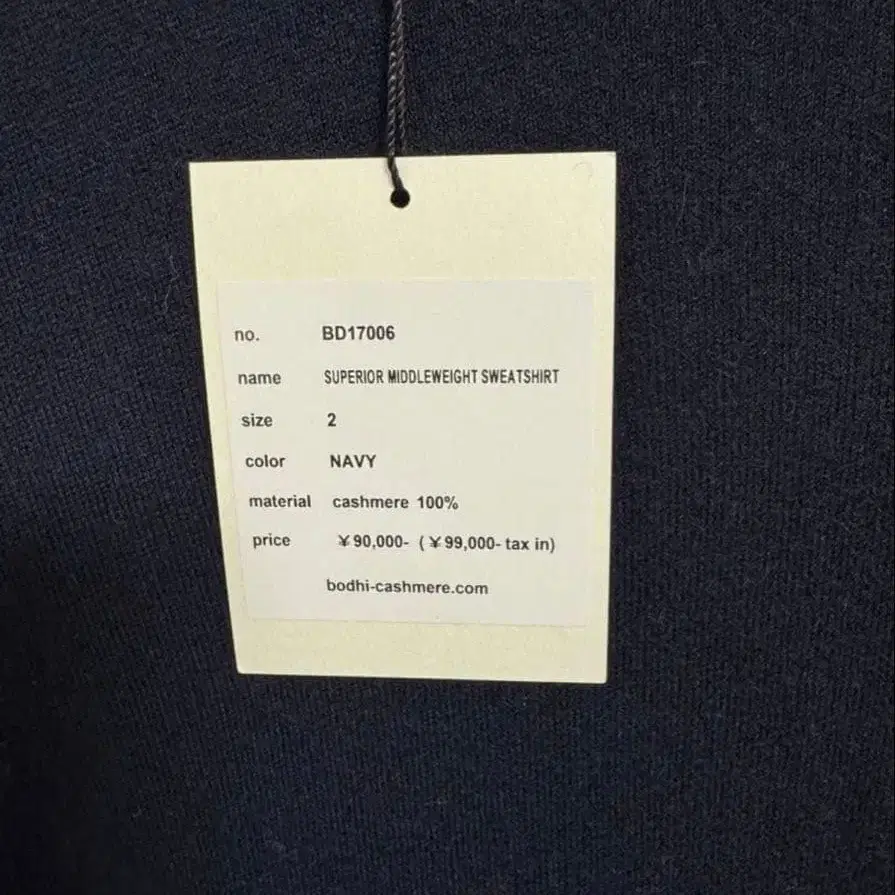 no. BD17006
name SUPERIOR MIDDLEWEIGHT SWEATSHIRT
size 2
color NAVY
material cashmere 100%
price ￥90,000- (￥99,000- tax in)
bodhi-cashmere.com